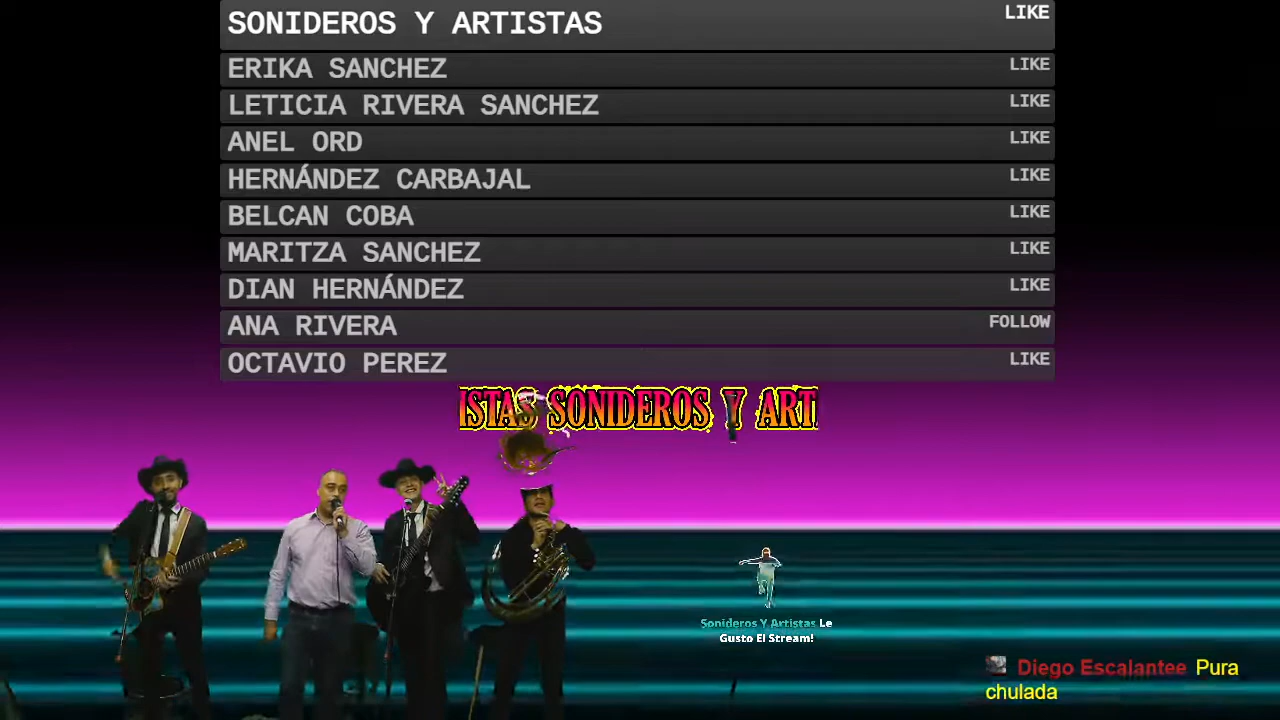 SONIDEROS Y ARTISTAS LIKE
ERIKA SANCHEZ LIKE
LETICIA RIVERA SANCHEZ LIKE
ANEL ORD LIKE
HERNÁNDEZ CARBAJAL LIKE
BELCAN COBA LIKE
MARITZA SANCHEZ LIKE
DIAN HERNÁNDEZ LIKE
ANA RIVERA FOLLOW
OCTAVIO PEREZ LIKE
ISTAS SONIDEROS Y ARTI
Sonideros Y Artistas Le
Gusto El Stream!
Diego Escalantee Pura
chulada